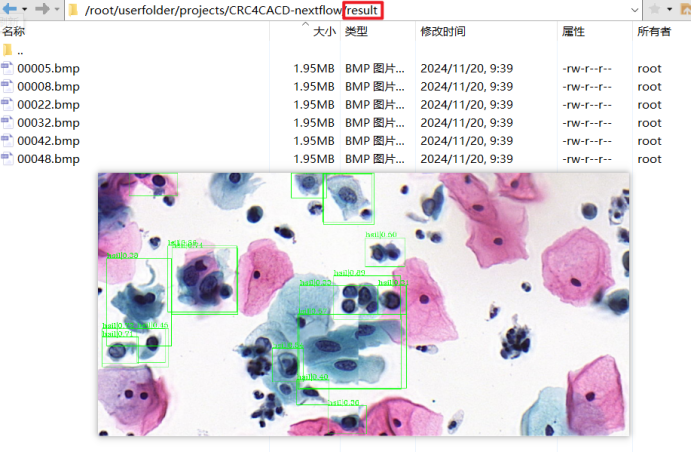 /root/userfolder/projects/CRC4CACD-nextflow/result
名称 大小 类型 修改时间 属性 所有者
..
00005.bmp 1.95MB BMP 图片... 2024/11/20, 9:39 -rw-r--r-- root
00008.bmp 1.95MB BMP 图片... 2024/11/20, 9:39 -rw-r--r-- root
00022.bmp 1.95MB BMP 图片... 2024/11/20, 9:39 -rw-r--r-- root
00032.bmp 1.95MB BMP 图片... 2024/11/20, 9:39 -rw-r--r-- root
00042.bmp 1.95MB BMP 图片... 2024/11/20, 9:39 -rw-r--r-- root
00048.bmp 1.95MB BMP 图片... 2024/11/20, 9:39 -rw-r--r-- root